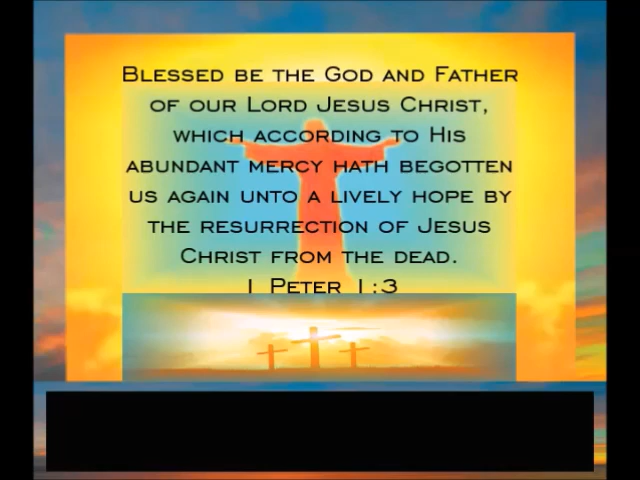 Blessed be the God and Father
of our Lord Jesus Christ,
which according to His
abundant mercy hath begotten
us again unto a lively hope by
the resurrection of Jesus
Christ from the dead.
1 Peter 1:3